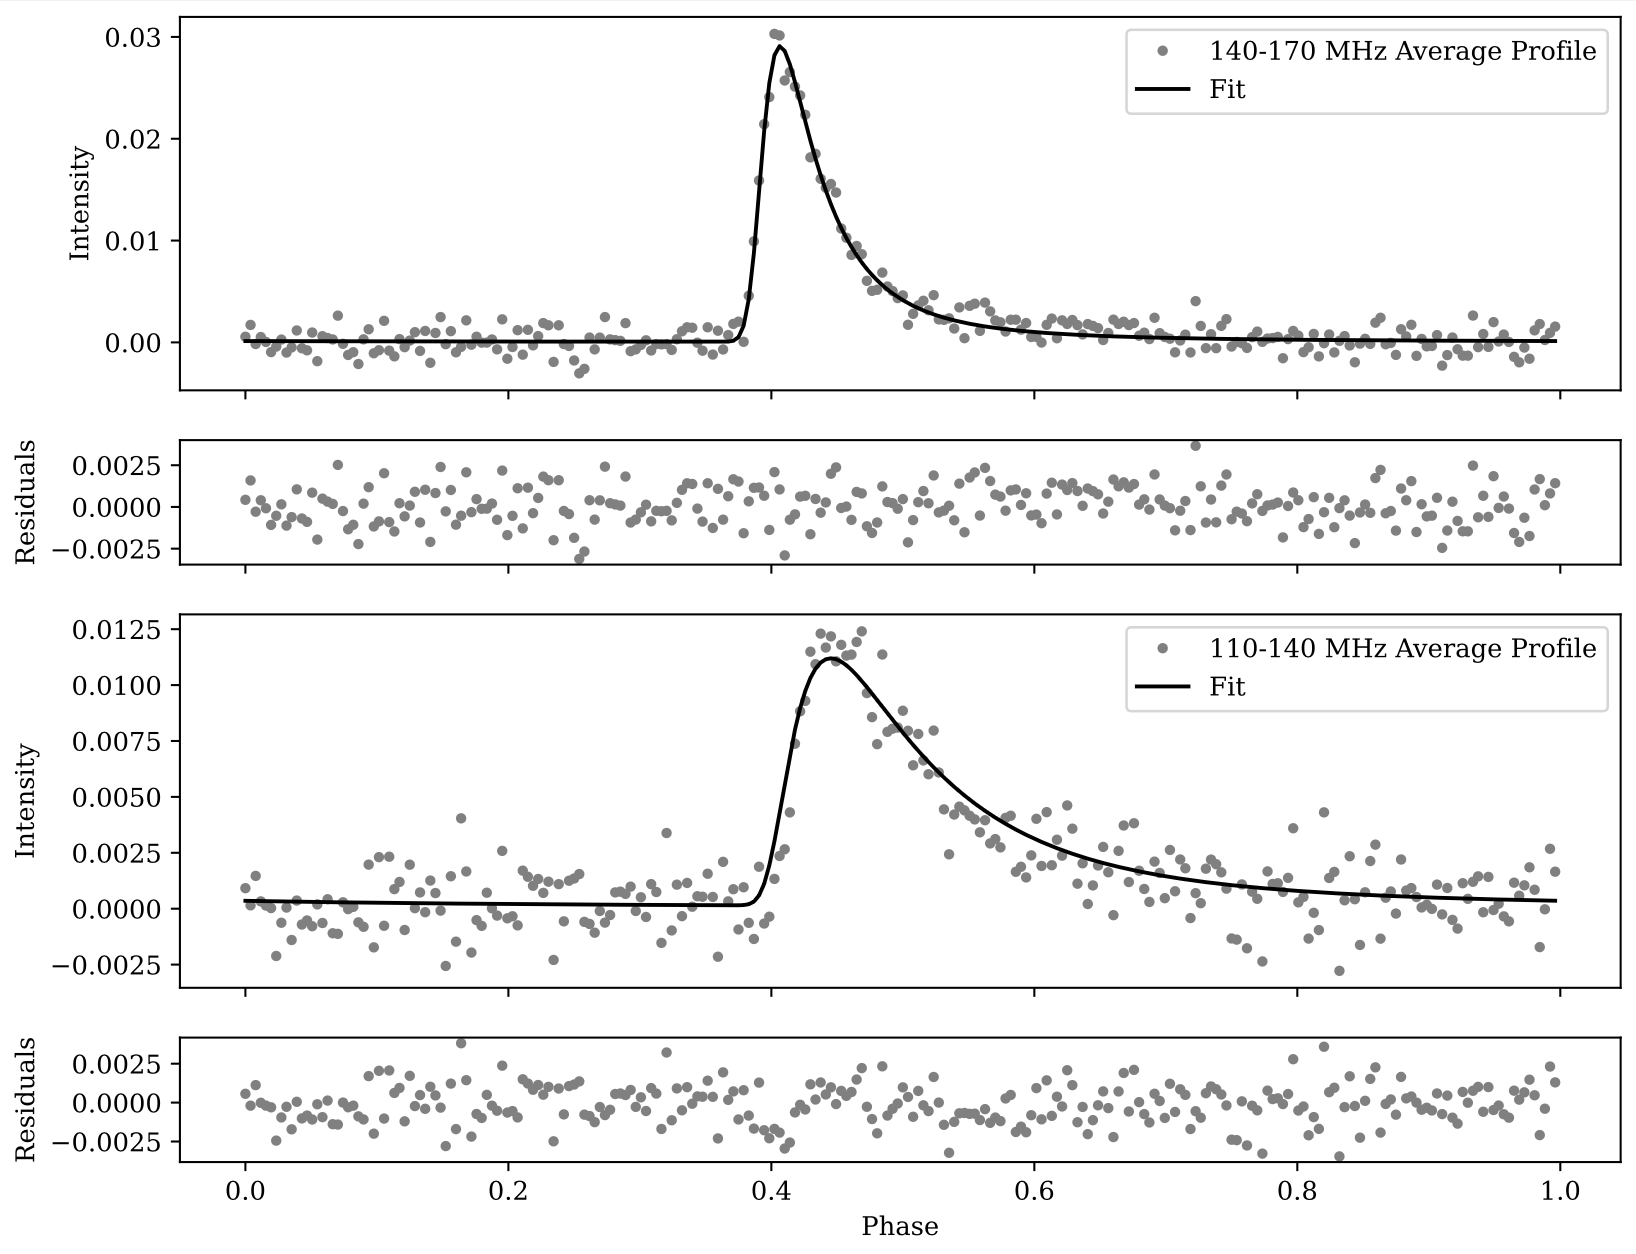 0.03
0.02
0.01
0.00
Intensity
140-170 MHz Average Profile
Fit
0.0025
0.0000
−0.0025
Residuals
0.0125
0.0100
0.0075
0.0050
0.0025
0.0000
−0.0025
Intensity
110-140 MHz Average Profile
Fit
0.0025
0.0000
−0.0025
Residuals
0.0 0.2 0.4 0.6 0.8 1.0
Phase